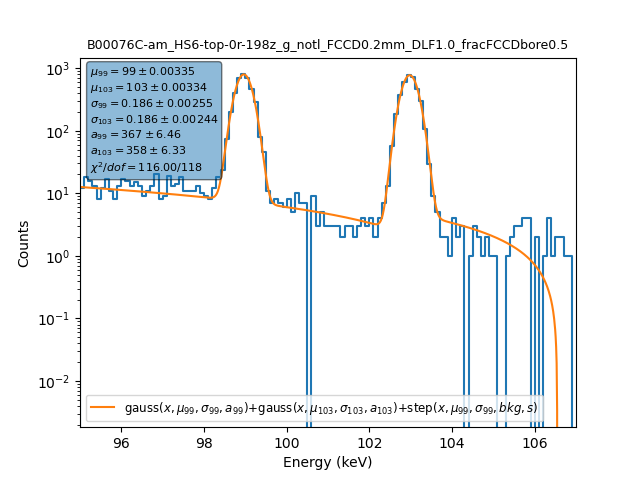 B00076C-am_HS6-top-0r-198z_g_notl_FCCD0.2mm_DLF1.0_fracFCCDbore0.5
μ₉₉ = 99 ± 0.00335
μ₁₀₃ = 103 ± 0.00334
σ₉₉ = 0.186 ± 0.00255
σ₁₀₃ = 0.186 ± 0.00244
a₉₉ = 367 ± 6.46
a₁₀₃ = 358 ± 6.33
χ²/dof = 116.00/118
10³
10²
10¹
10⁰
10⁻¹
10⁻²
Counts
gauss(x, μ₉₉, σ₉₉, a₉₉)+gauss(x, μ₁₀₃, σ₁₀₃, a₁₀₃)+step(x, μ₉₉, σ₉₉, bkg, s)
96 98 100 102 104 106
Energy (keV)